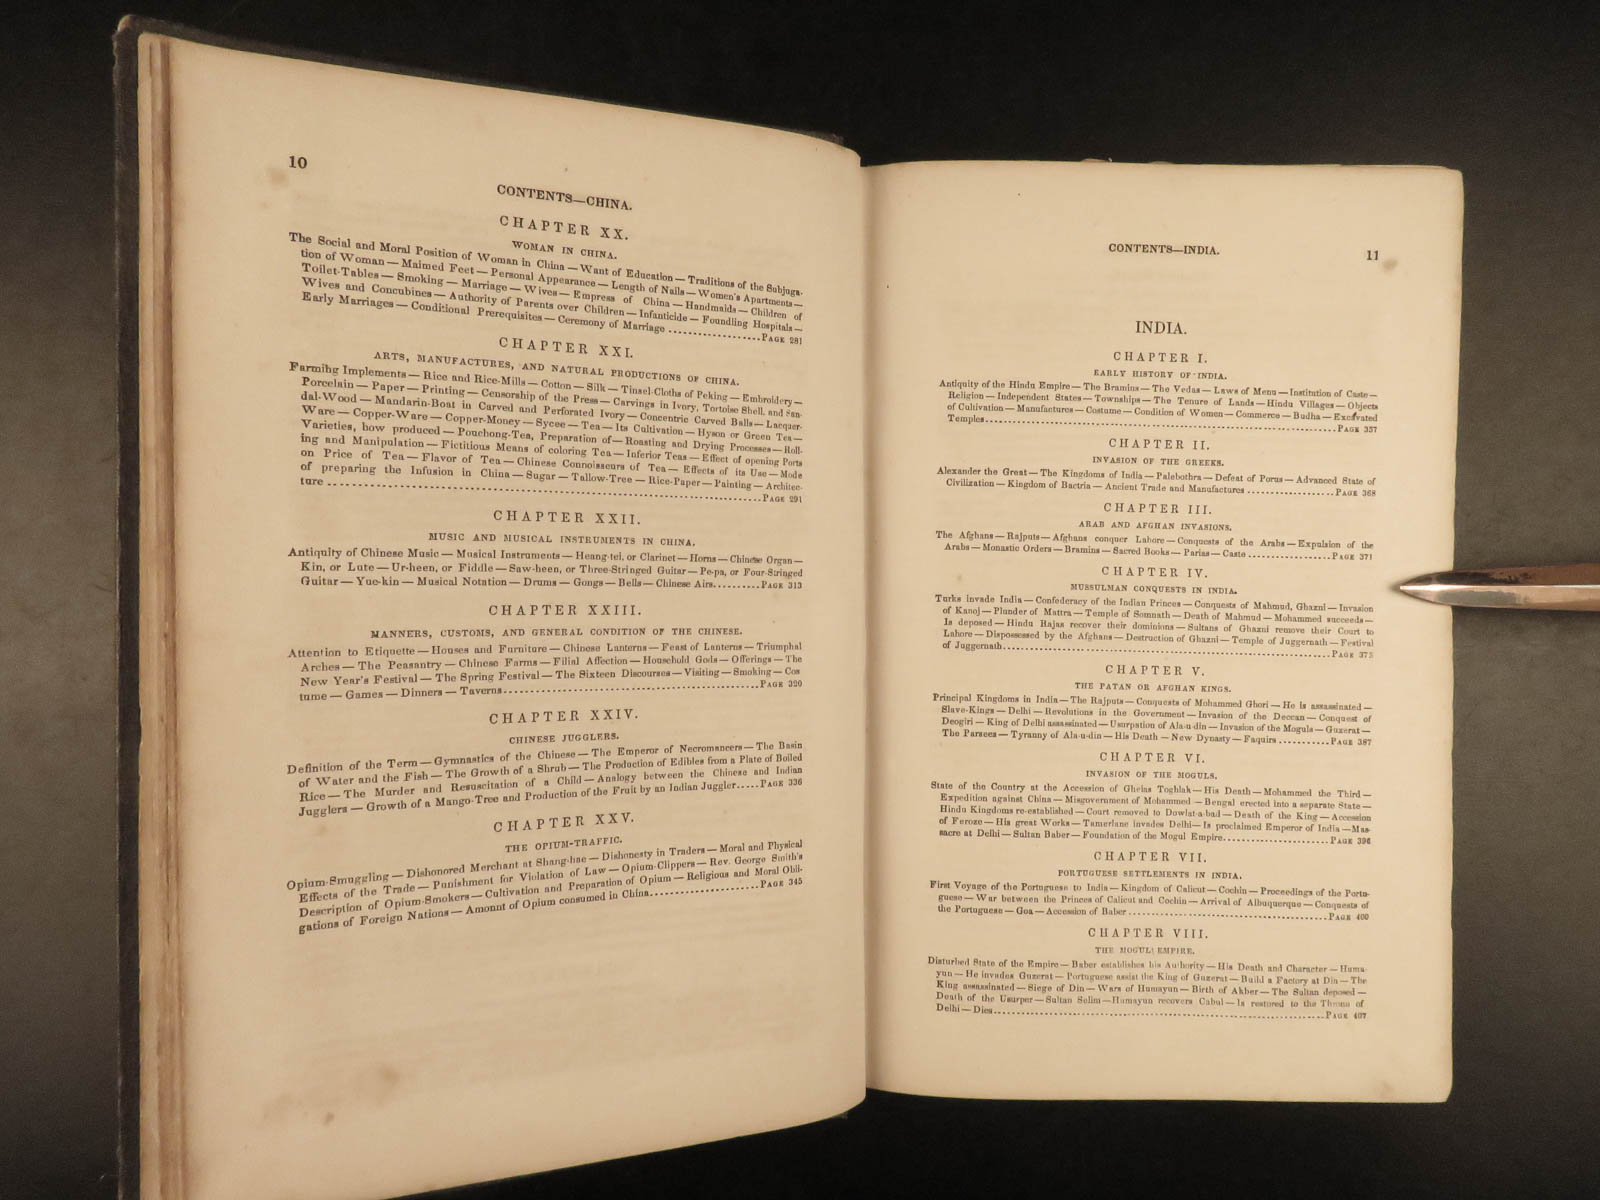 10
CONTENTS—CHINA.
CHAPTER XX.
WOMAN IN CHINA.
The Social and Moral Position of Woman in China—Want of Education—Traditions of the Subjuga-
tion of Woman—Maimed Feet—Personal Appearance—Length of Nails—Women's Apartments—
Toilet-Tables—Smoking—Marriage—Wives—Empress of China—Handmaids—Children of
Wives and Concubines—Authority of Parents over Children—Infanticide—Foundling Hospitals—
Early Marriages—Conditional Prerequisites—Ceremony of Marriage ..................PAGE 281
CHAPTER XXI.
ARTS, MANUFACTURES, AND NATURAL PRODUCTIONS OF CHINA.
Farming Implements—Rice and Rice-Mills—Cotton—Silk—Tinsel-Cloths of Peking—Embroidery—
Porcelain—Paper—Printing—Censorship of the Press—Carvings in Ivory, Tortoise Shell, and San-
dal-Wood—Mandarin-Boat in Carved and Perforated Ivory—Concentric Carved Balls—Lacquer-
Ware—Copper-Ware—Copper-Money—Sycee—Tea—Its Cultivation—Hyson or Green Tea—
Varieties, how produced—Pouchong-Tea, Preparation of—Roasting and Drying Processes—Roll-
ing and Manipulation—Fictitious Means of coloring Tea—Inferior Teas—Effect of opening Ports
on Price of Tea—Flavor of Tea—Chinese Connoisseurs of Tea—Effects of its Use—Mode
of preparing the Infusion in China—Sugar—Tallow-Tree—Rice-Paper—Painting—Architec-
ture ..................PAGE 291
CHAPTER XXII.
MUSIC AND MUSICAL INSTRUMENTS IN CHINA.
Antiquity of Chinese Music—Musical Instruments—Heang-tei, or Clarinet—Horns—Chinese Organ—
Kin, or Lute—Ur-heen, or Fiddle—Saw-heen, or Three-Stringed Guitar—Pe-pa, or Four-Stringed
Guitar—Yue-kin—Musical Notation—Drums—Gongs—Bells—Chinese Airs..........PAGE 313
CHAPTER XXIII.
MANNERS, CUSTOMS, AND GENERAL CONDITION OF THE CHINESE.
Attention to Etiquette—Houses and Furniture—Chinese Lanterns—Feast of Lanterns—Triumphal
Arches—The Peasantry—Chinese Farms—Filial Affection—Household Gods—Offerings—The
New Year's Festival—The Spring Festival—The Sixteen Discourses—Visiting—Smoking—Cos
tume—Games—Dinners—Taverns..................PAGE 320
CHAPTER XXIV.
CHINESE JUGGLERS.
Definition of the Term—Gymnastics of the Chinese—The Emperor of Necromancers—The Basin
of Water and the Fish—The Growth of a Shrub—The Production of Edibles from a Plate of Boiled
Rice—The Murder and Resuscitation of a Child—Analogy between the Chinese and Indian
Jugglers—Growth of a Mango-Tree and Production of the Fruit by an Indian Juggler.....PAGE 336
CHAPTER XXV.
THE OPIUM-TRAFFIC.
Opium-Smuggling—Dishonored Merchant at Shang-hae—Dishonesty in Traders—Moral and Physical
Effects of the Trade—Punishment for Violation of Law—Opium-Clippers—Rev. George Smith's
Description of Opium-Smokers—Cultivation and Preparation of Opium—Religious and Moral Obli-
gations of Foreign Nations—Amount of Opium consumed in China..................PAGE 345
CONTENTS—INDIA.
11
INDIA.
CHAPTER I.
EARLY HISTORY OF INDIA.
Antiquity of the Hindu Empire—The Bramins—The Vedas—Laws of Menu—Institution of Caste—
Religion—Independent States—Townships—The Tenure of Lands—Hindu Villages—Objects
of Cultivation—Manufactures—Costume—Condition of Women—Commerce—Budha—Excavated
Temples..................PAGE 357
CHAPTER II.
INVASION OF THE GREEKS.
Alexander the Great—The Kingdoms of India—Palebothra—Defeat of Porus—Advanced State of
Civilization—Kingdom of Bactria—Ancient Trade and Manufactures ..................PAGE 368
CHAPTER III.
ARAB AND AFGHAN INVASIONS.
The Afghans—Rajputs—Afghans conquer Lahore—Conquests of the Arabs—Expulsion of the
Arabs—Monastic Orders—Bramins—Sacred Books—Parias—Caste ..................PAGE 371
CHAPTER IV.
MUSSULMAN CONQUESTS IN INDIA.
Turks invade India—Confederacy of the Indian Princes—Conquests of Mahmud, Ghazni—Invasion
of Kanoj—Plunder of Mattra—Temple of Somnath—Death of Mahmud—Mohammed succeeds—
Is deposed—Hindu Rajas recover their dominions—Sultans of Ghazni remove their Court to
Lahore—Dispossessed by the Afghans—Destruction of Ghazni—Temple of Juggernath—Festival
of Juggernath..................PAGE 373
CHAPTER V.
THE PATAN OR AFGHAN KINGS.
Principal Kingdoms in India—The Rajputs—Conquests of Mohammed Ghori—He is assassinated—
Slave-Kings—Delhi—Revolutions in the Government—Invasion of the Deccan—Conquest of
Deogiri—King of Delhi assassinated—Usurpation of Ala-u-din—Invasion of the Moguls—Guzerat—
The Parsees—Tyranny of Ala-u-din—His Death—New Dynasty—Faquirs ...........PAGE 387
CHAPTER VI.
INVASION OF THE MOGULS.
State of the Country at the Accession of Gheias Toghlak—His Death—Mohammed the Third—
Expedition against China—Misgovernment of Mohammed—Bengal erected into a separate State—
Hindu Kingdoms re-established—Court removed to Dowlat-a-bad—Death of the King—Accession
of Feroze—His great Works—Tamerlane invades Delhi—Is proclaimed Emperor of India—Mas-
sacre at Delhi—Sultan Baber—Foundation of the Mogul Empire..................PAGE 396
CHAPTER VII.
PORTUGUESE SETTLEMENTS IN INDIA.
First Voyage of the Portuguese to India—Kingdom of Calicut—Cochin—Proceedings of the Portu-
guese—War between the Princes of Calicut and Cochin—Arrival of Albuquerque—Conquests of
the Portuguese—Goa—Accession of Baber..................PAGE 400
CHAPTER VIII.
THE MOGUL EMPIRE.
Disturbed State of the Empire—Baber establishes his Authority—His Death and Character—Huma-
yun—He invades Guzerat—Portuguese assist the King of Guzerat—Build a Factory at Din—The
King assassinated—Siege of Din—Wars of Humayun—Birth of Akber—The Sultan deposed—
Death of the Usurper—Sultan Selim—Humayun recovers Cabul—Is restored to the Throne of
Delhi—Dies..................PAGE 407